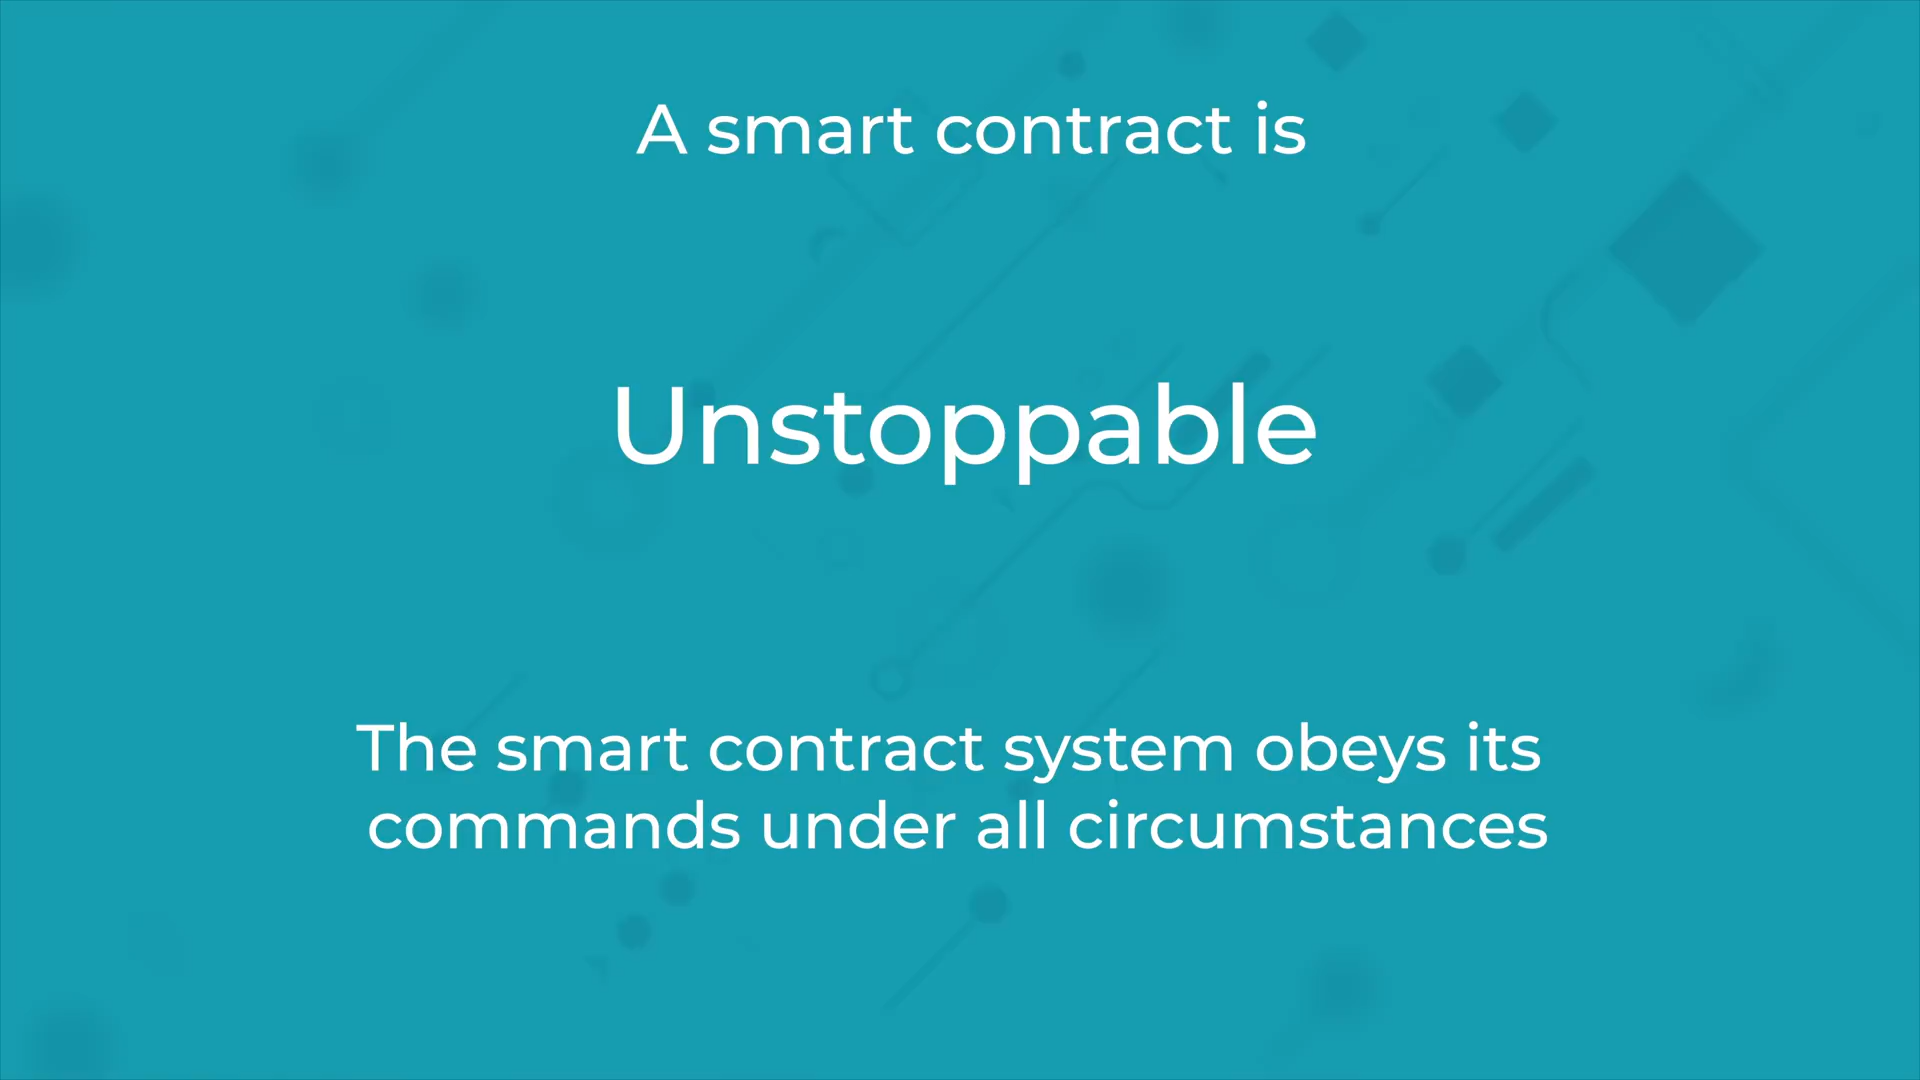 A smart contract is
Unstoppable
The smart contract system obeys its
commands under all circumstances